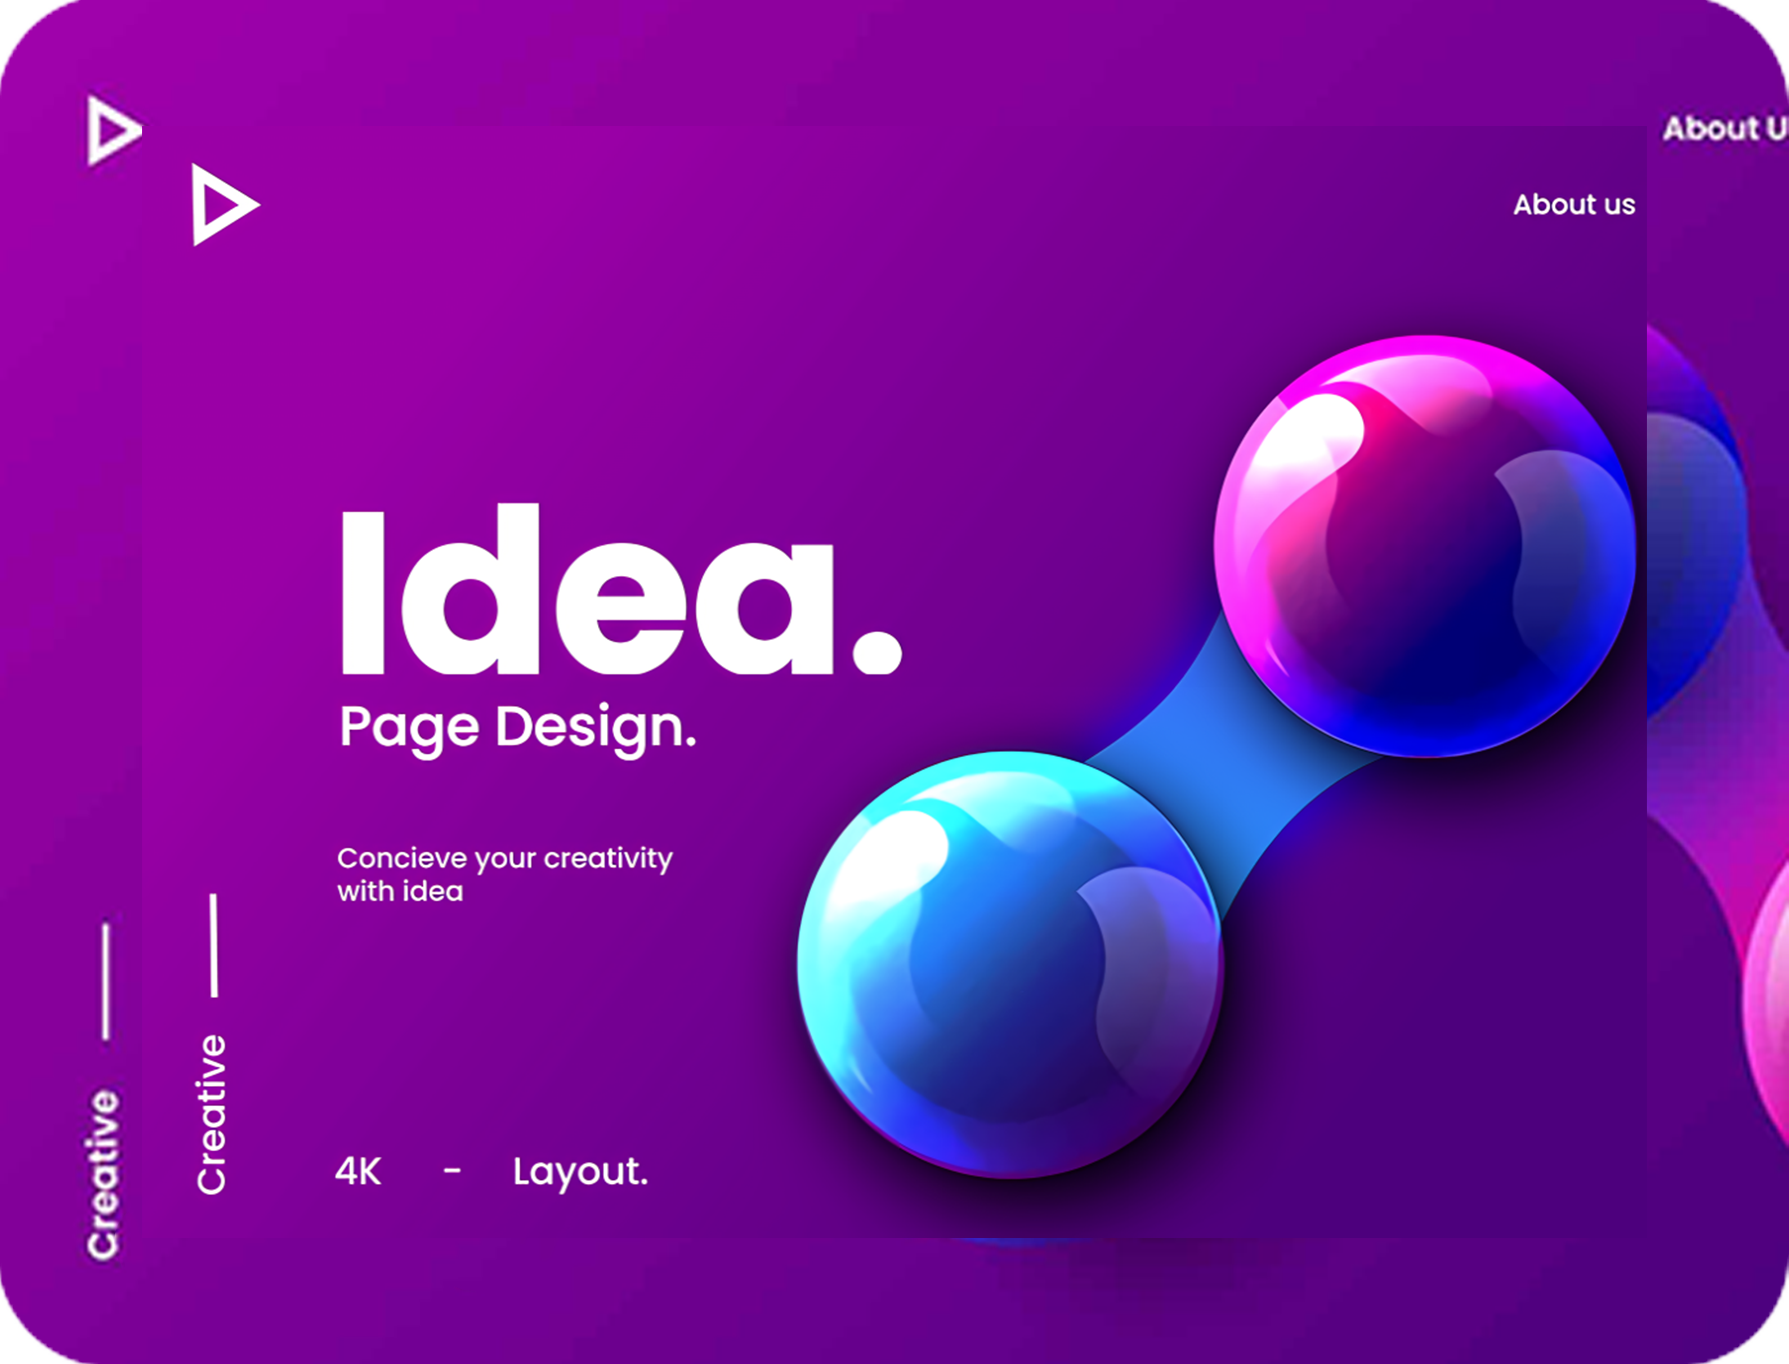 About U
About us
Idea.
Page Design.
Concieve your creativity
with idea
Creative
Creative
4K - Layout.